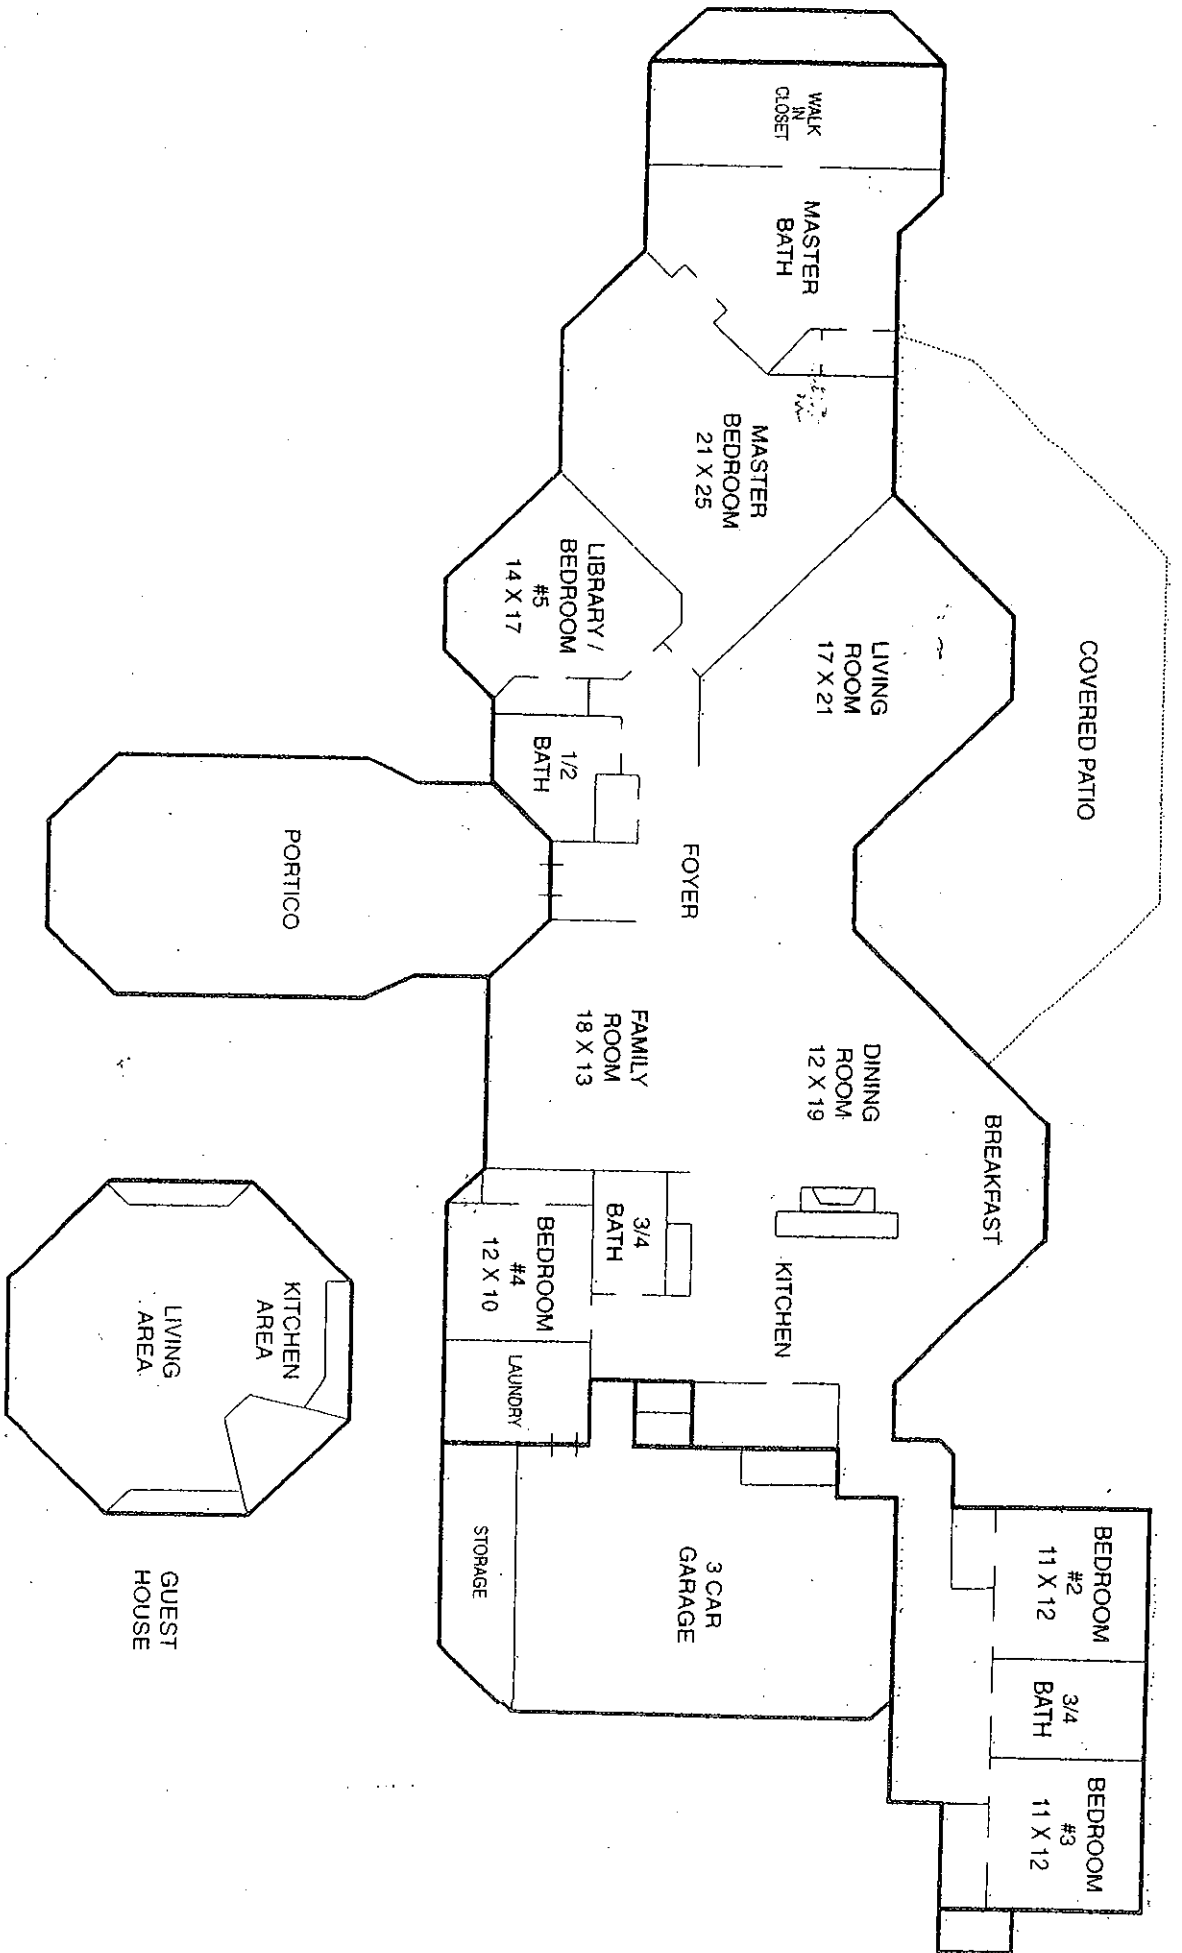 WALK
IN
CLOSET
MASTER
BATH
MASTER
BEDROOM
21 X 25
LIBRARY /
BEDROOM
#5
14 X 17
LIVING
ROOM
17 X 21
COVERED PATIO
1/2
BATH
PORTICO
FOYER
FAMILY
ROOM
18 X 13
DINING
ROOM
12 X 19
BREAKFAST
3/4
BATH
BEDROOM
#4
12 X 10
KITCHEN
LAUNDRY
KITCHEN
AREA
LIVING
AREA
GUEST
HOUSE
STORAGE
3 CAR
GARAGE
BEDROOM
#2
11 X 12
3/4
BATH
BEDROOM
#3
11 X 12